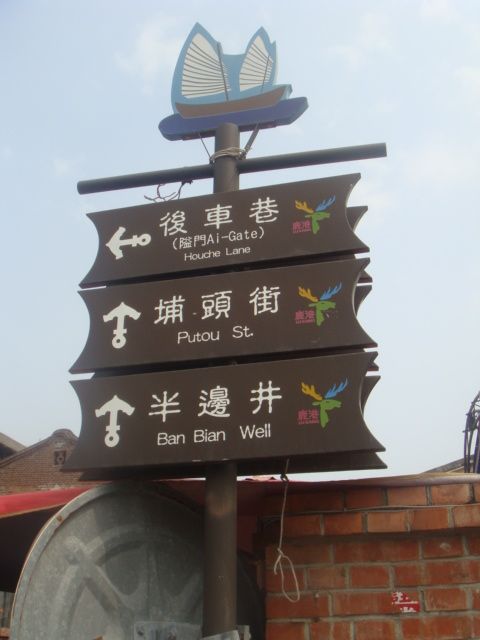 後車巷
(隘門Ai-Gate)
Houche Lane
鹿港
埔頭街
Putou St.
鹿港
半邊井
Ban Bian Well
鹿港